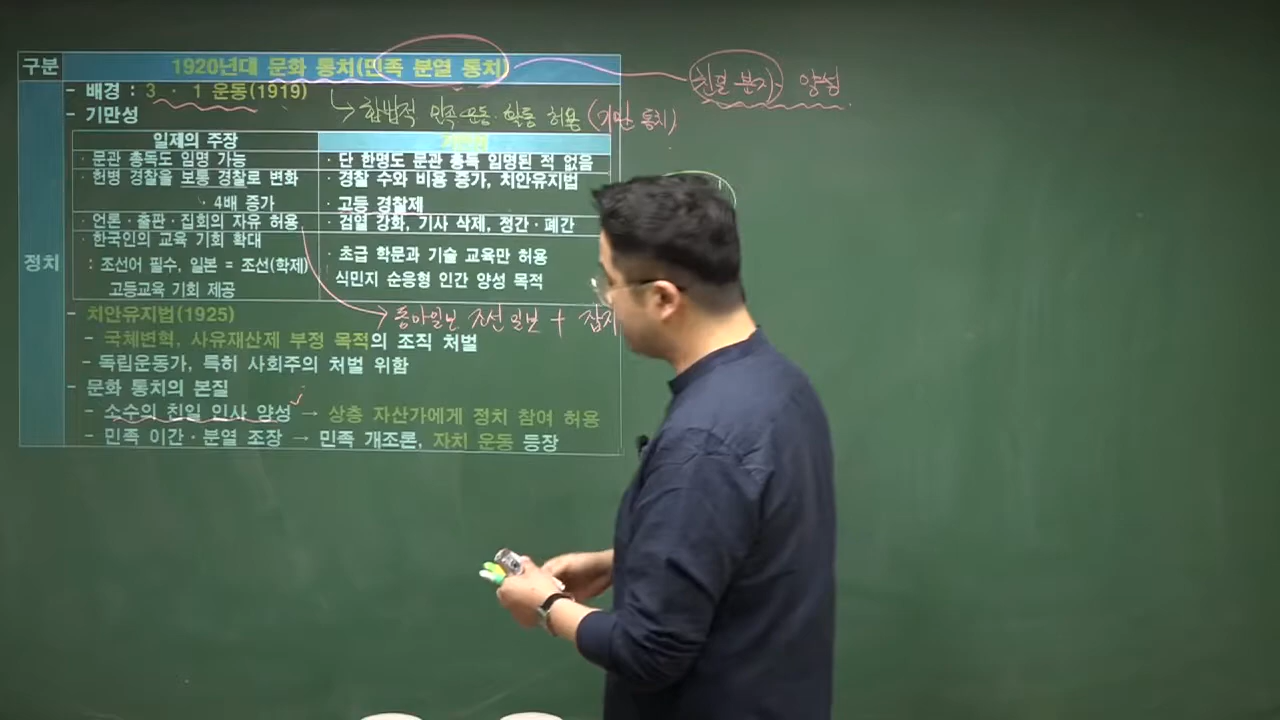 구분
1920년대 문화 통치(민족 분열 통치)
친일 분자 양성
- 배경 : 3 · 1 운동(1919)
합법적 민족 운동·활동 허용 (기만 통치)
- 기만성
일제의 주장
· 문관 총독도 임명 가능
· 단 한명도 문관 총독 임명된 적 없음
· 헌병 경찰을 보통 경찰로 변화
· 경찰 수와 비용 증가, 치안유지법
· 4배 증가
· 고등 경찰제
· 언론·출판·집회의 자유 허용
· 검열 강화, 기사 삭제, 정간·폐간
· 한국인의 교육 기회 확대
: 조선어 필수, 일본 = 조선(학제)
고등교육 기회 제공
· 초급 학문과 기술 교육만 허용
식민지 순응형 인간 양성 목적
정치
→ 동아일보 조선일보 + 잡지
- 치안유지법(1925)
- 국체변혁, 사유재산제 부정 목적의 조직 처벌
- 독립운동가, 특히 사회주의 처벌 위함
- 문화 통치의 본질
- 소수의 친일 인사 양성 → 상층 자산가에게 정치 참여 허용
- 민족 이간·분열 조장 → 민족 개조론, 자치 운동 등장